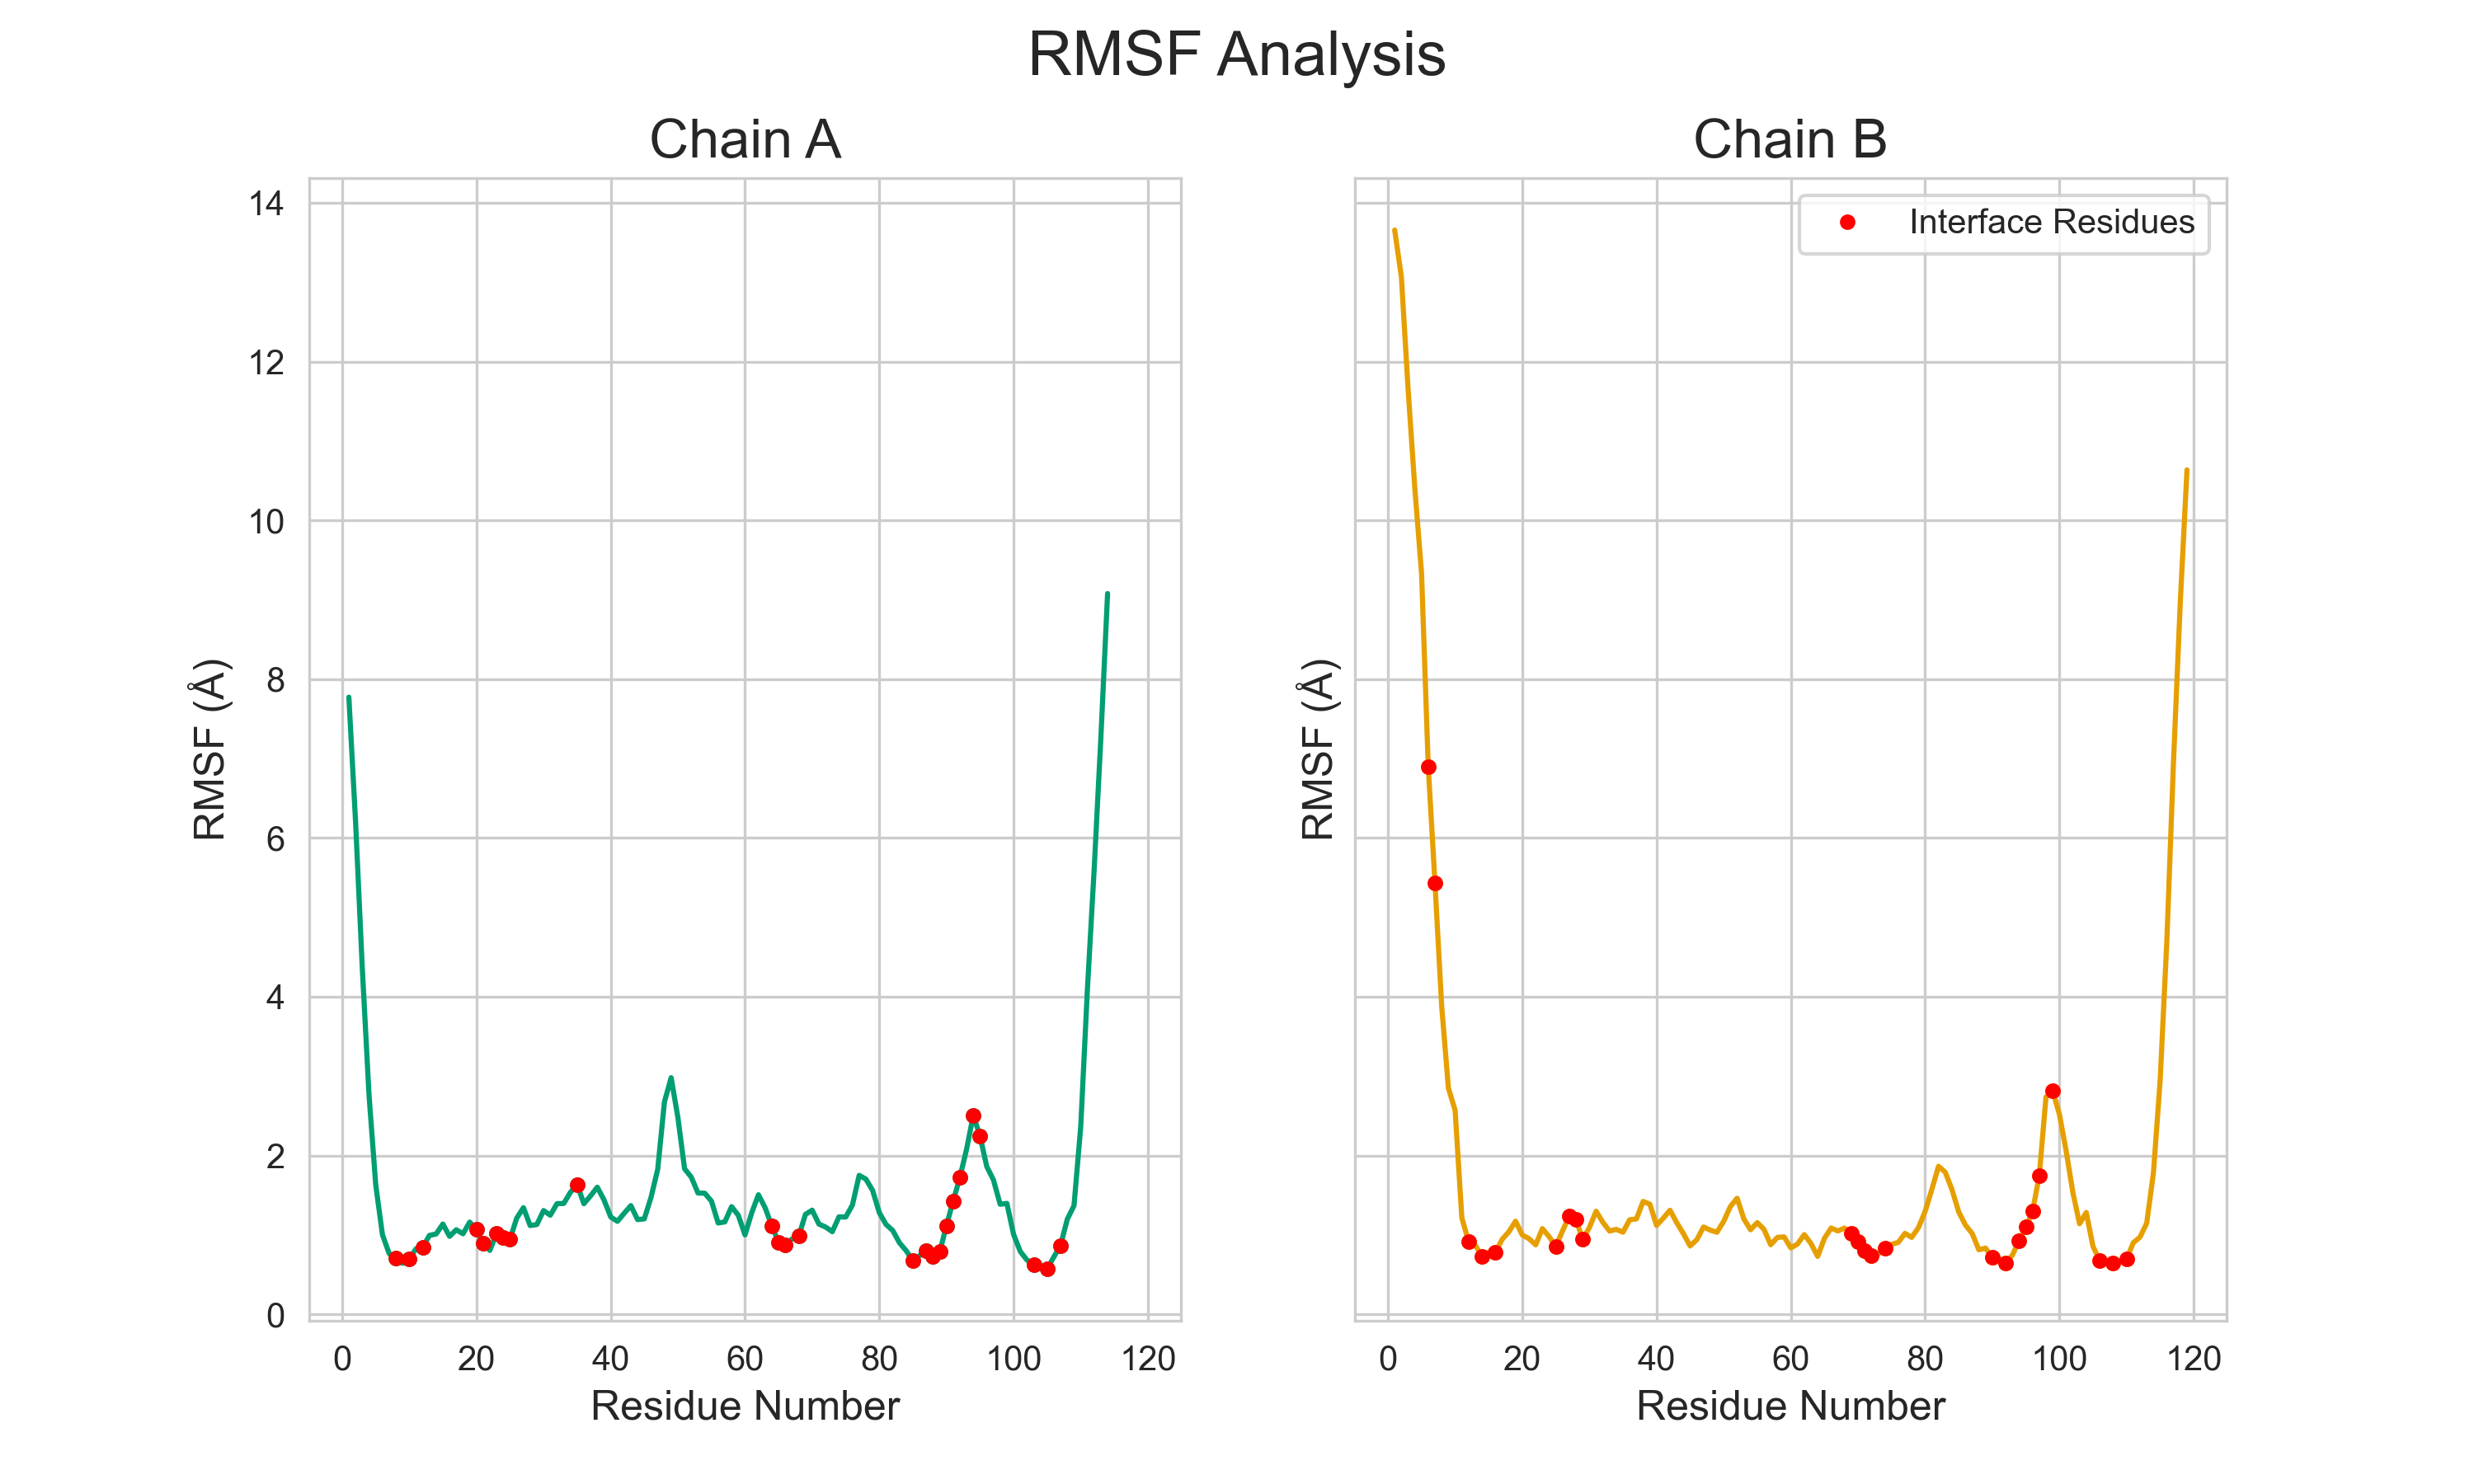 RMSF Analysis
Chain A
14
12
10
8
6
4
2
0
RMSF (Å)
0 20 40 60 80 100 120
Residue Number
Chain B
Interface Residues
RMSF (Å)
0 20 40 60 80 100 120
Residue Number